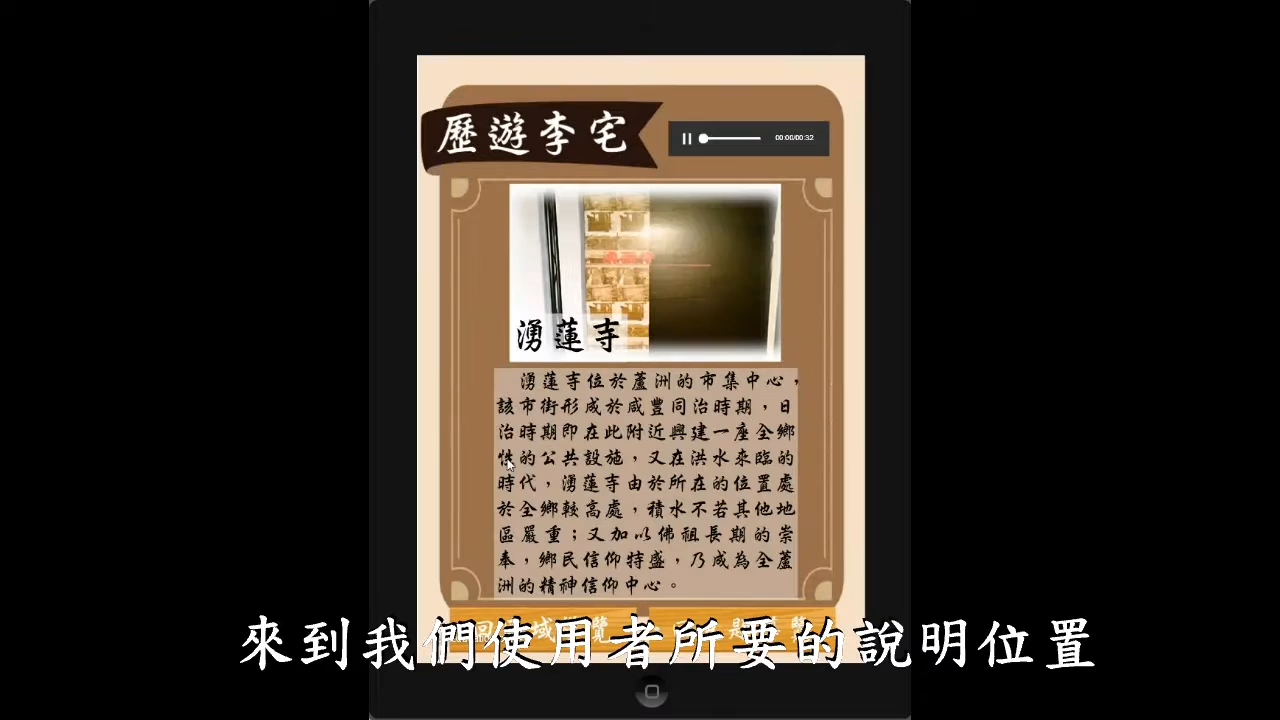 歷遊李宅
00:00/00:32
湧蓮寺
湧蓮寺位於蘆洲的市集中心，
該市街形成於咸豐同治時期，日
治時期即在此附近興建一座全鄉
性的公共設施，又在洪水來臨的
時代，湧蓮寺由於所在的位置處
於全鄉較高處，積水不若其他地
區嚴重；又加以佛祖長期的崇
奉，鄉民信仰特盛，乃成為全蘆
洲的精神信仰中心。
來到我們使用者所要的說明位置